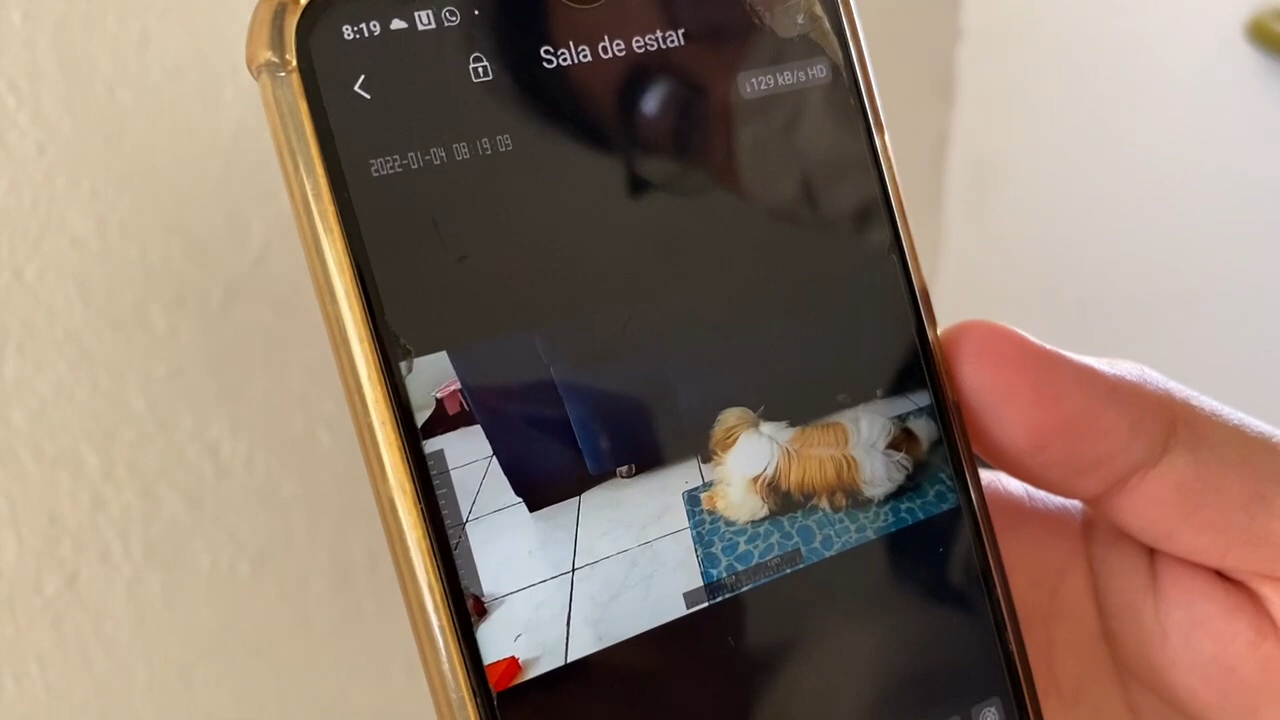 8:19 U
Sala de estar
↓129 kB/s HD
2022-01-04 08:19:09